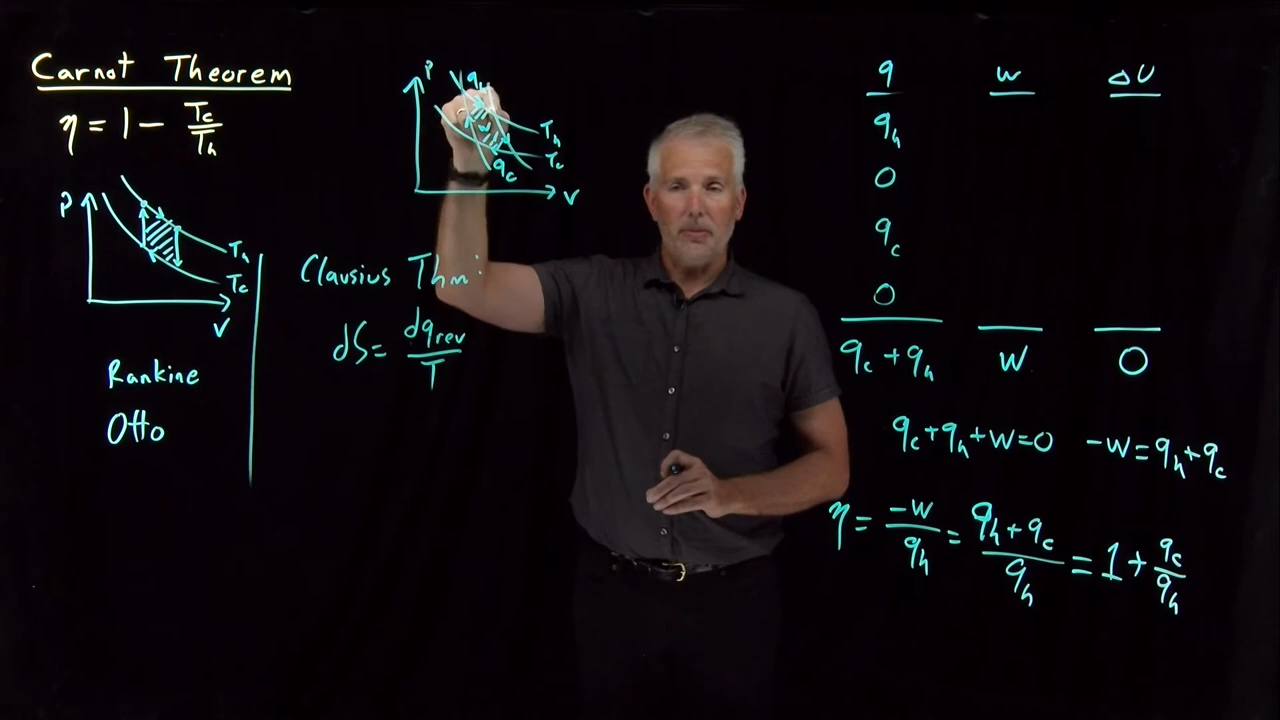 Carnot Theorem
η = 1 - Tc/Th
P
Th
Tc
V
Rankine
Otto
P
Th
Tc
qc
V
Clausius Thm:
dS = dqrev/T
q w ΔU
qh
0
qc
0
qc + qh w 0
qc + qh + w = 0 -w = qh + qc
η = -w/qh = (qh + qc)/qh = 1 + qc/qh